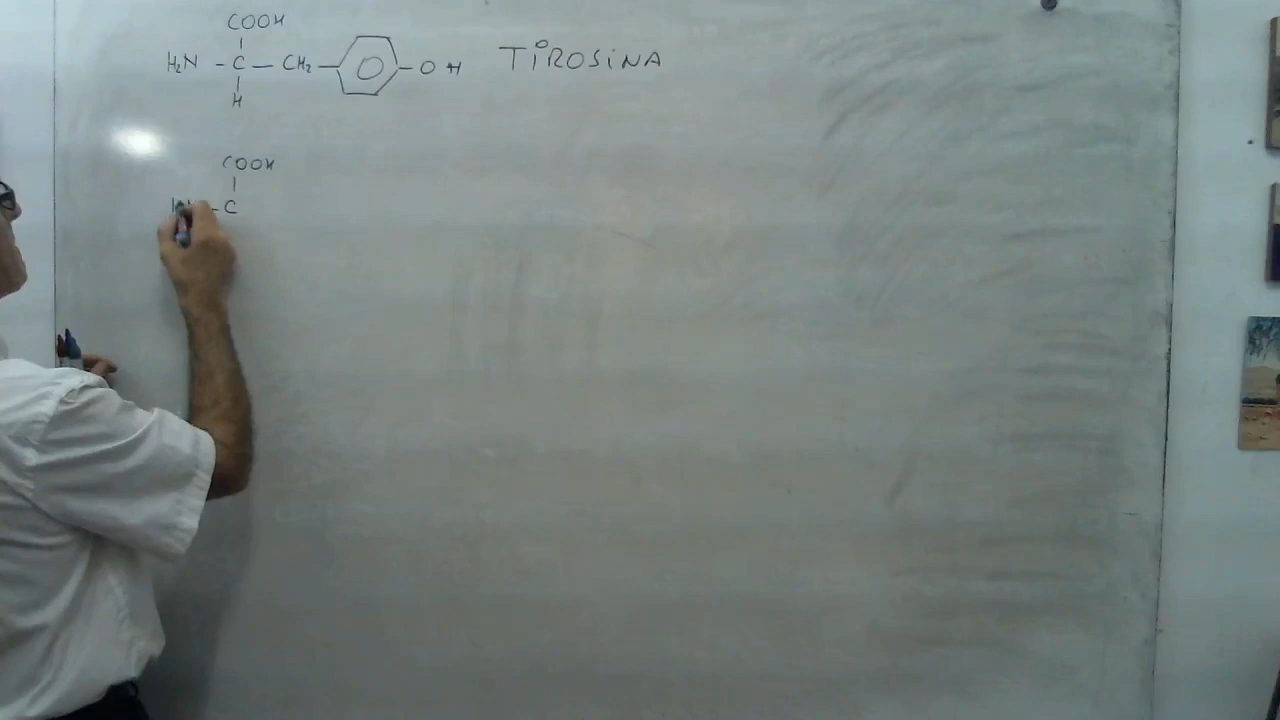 COOH
H₂N - C - CH₂ - OH TIROSINA
H
COOH
- C